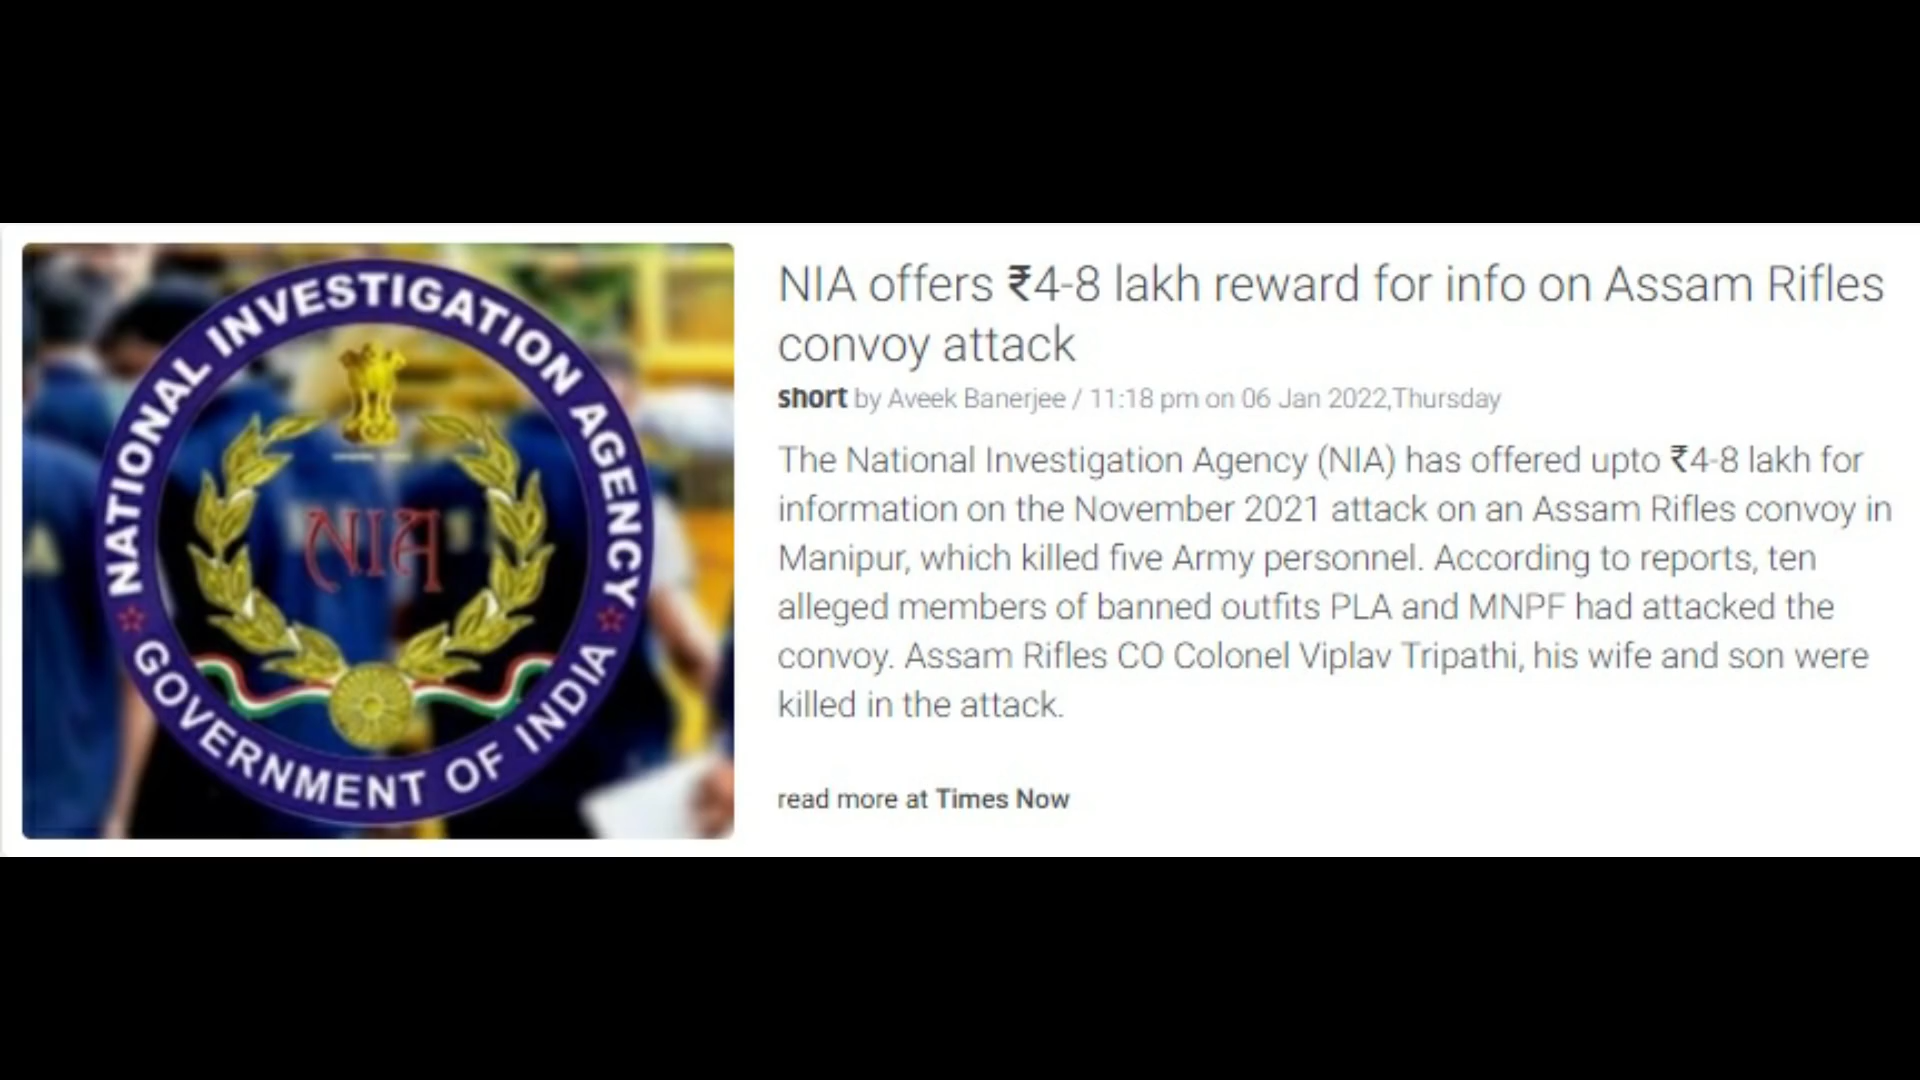 NATIONAL INVESTIGATION AGENCY
GOVERNMENT OF INDIA
NIA
NIA offers ₹4-8 lakh reward for info on Assam Rifles
convoy attack
short by Aveek Banerjee / 11:18 pm on 06 Jan 2022,Thursday
The National Investigation Agency (NIA) has offered upto ₹4-8 lakh for
information on the November 2021 attack on an Assam Rifles convoy in
Manipur, which killed five Army personnel. According to reports, ten
alleged members of banned outfits PLA and MNPF had attacked the
convoy. Assam Rifles CO Colonel Viplav Tripathi, his wife and son were
killed in the attack.
read more at Times Now